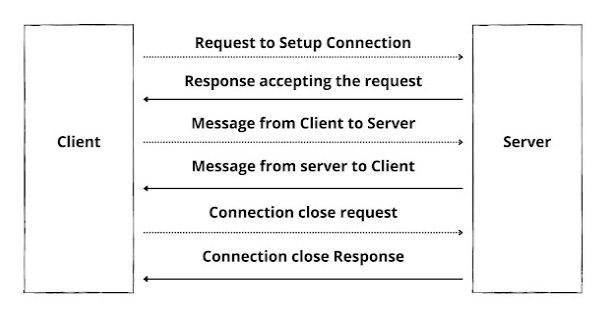 Request to Setup Connection
Response accepting the request
Message from Client to Server
Client
Server
Message from server to Client
Connection close request
Connection close Response